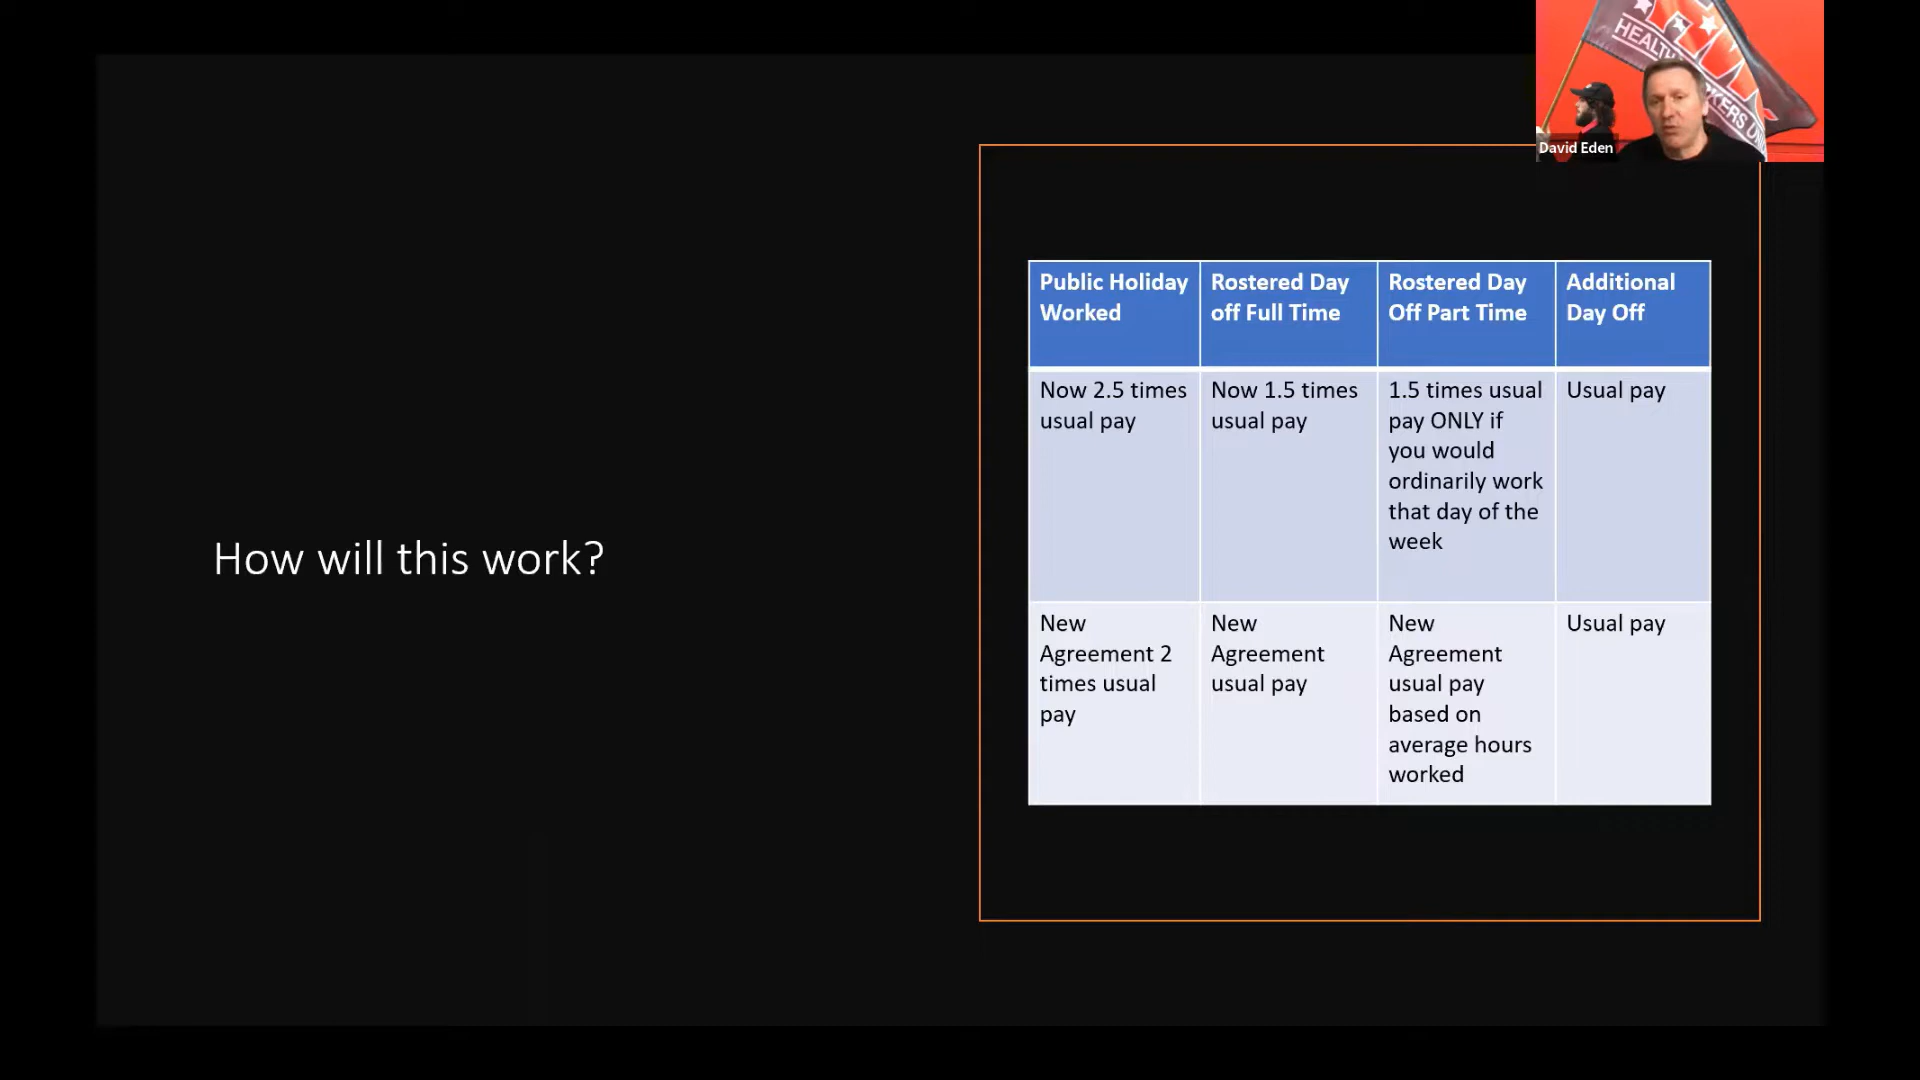 HEALTH
KERS UNI
David Eden
How will this work?
Public Holiday
Worked
Rostered Day
off Full Time
Rostered Day
Off Part Time
Additional
Day Off
Now 2.5 times
usual pay
Now 1.5 times
usual pay
1.5 times usual
pay ONLY if
you would
ordinarily work
that day of the
week
Usual pay
New
Agreement 2
times usual
pay
New
Agreement
usual pay
New
Agreement
usual pay
based on
average hours
worked
Usual pay